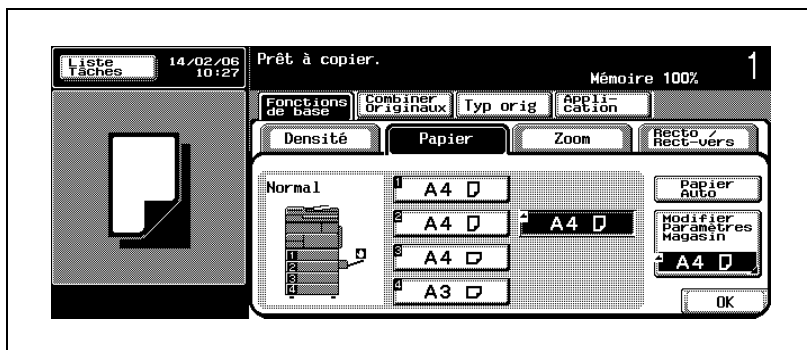 Liste
Tâches
14/02/06
10:27
Prêt à copier.
Mémoire 100%
1
Fonctions
de base
Combiner
Originaux
Typ orig
Appli-
cation
Densité
Papier
Zoom
Recto /
Rect-vers
Normal
1 A4
2 A4
A4
3 A4
4 A3
1
2
3
4
Papier
Auto
Modifier
Paramètres
Magasin
A4
OK